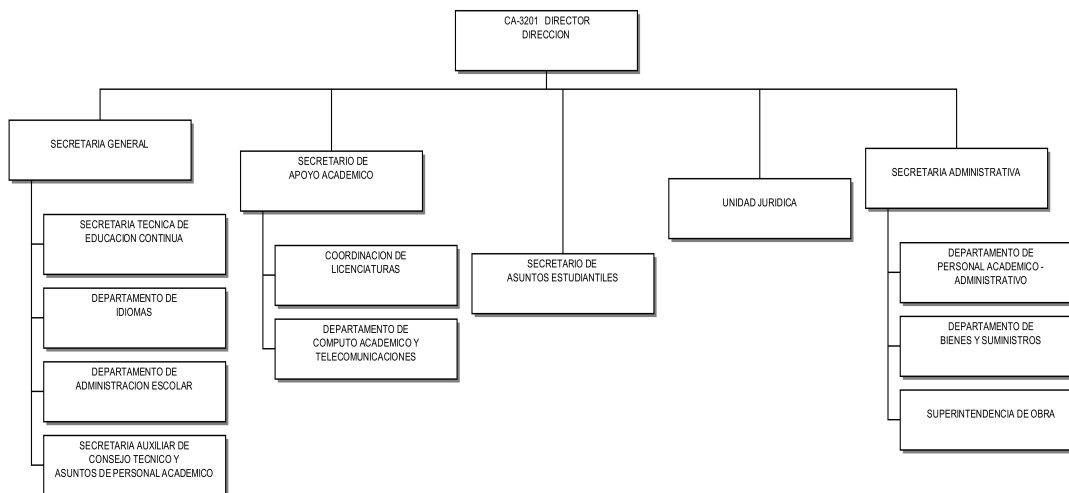 CA-3201 DIRECTOR
DIRECCION
SECRETARIA GENERAL
SECRETARIA TECNICA DE
EDUCACION CONTINUA
DEPARTAMENTO DE
IDIOMAS
DEPARTAMENTO DE
ADMINISTRACION ESCOLAR
SECRETARIA AUXILIAR DE
CONSEJO TECNICO Y
ASUNTOS DE PERSONAL ACADEMICO
SECRETARIO DE
APOYO ACADEMICO
COORDINACION DE
LICENCIATURAS
DEPARTAMENTO DE
COMPUTO ACADEMICO Y
TELECOMUNICACIONES
SECRETARIO DE
ASUNTOS ESTUDIANTILES
UNIDAD JURIDICA
SECRETARIA ADMINISTRATIVA
DEPARTAMENTO DE
PERSONAL ACADEMICO -
ADMINISTRATIVO
DEPARTAMENTO DE
BIENES Y SUMINISTROS
SUPERINTENDENCIA DE OBRA